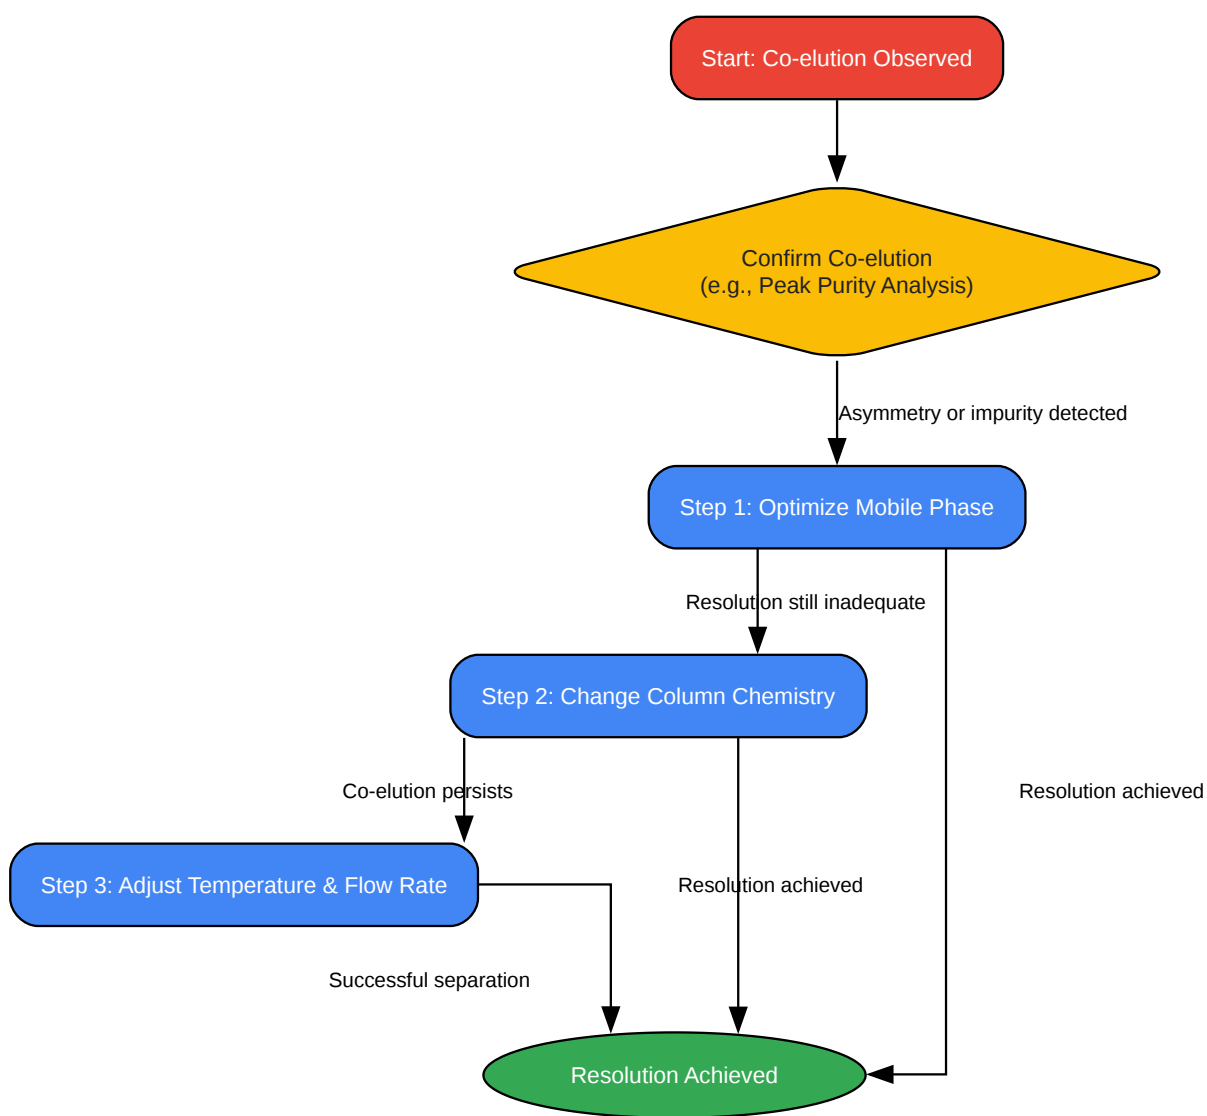 Start: Co-elution Observed
Confirm Co-elution
(e.g., Peak Purity Analysis)
Asymmetry or impurity detected
Step 1: Optimize Mobile Phase
Resolution still inadequate
Step 2: Change Column Chemistry
Co-elution persists
Resolution achieved
Step 3: Adjust Temperature & Flow Rate
Resolution achieved
Successful separation
Resolution Achieved